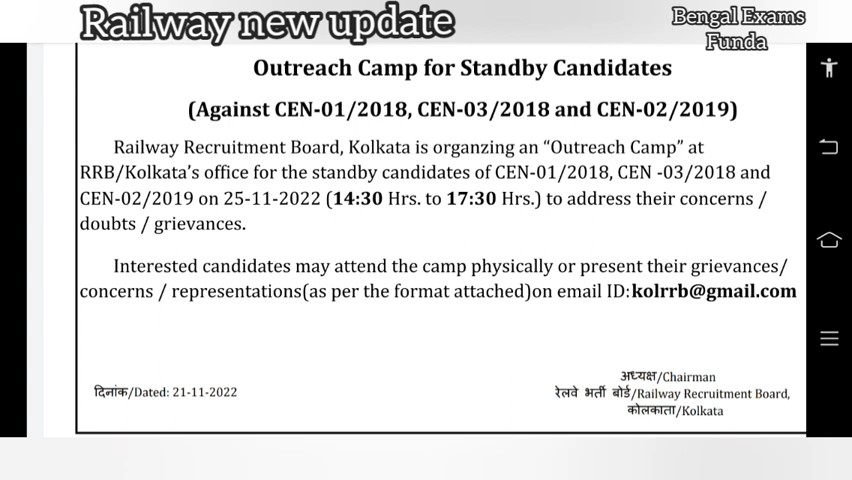 Railway new update
Bengal Exams
Funda
Outreach Camp for Standby Candidates
(Against CEN-01/2018, CEN-03/2018 and CEN-02/2019)
Railway Recruitment Board, Kolkata is organzing an “Outreach Camp” at
RRB/Kolkata’s office for the standby candidates of CEN-01/2018, CEN -03/2018 and
CEN-02/2019 on 25-11-2022 (14:30 Hrs. to 17:30 Hrs.) to address their concerns /
doubts / grievances.
Interested candidates may attend the camp physically or present their grievances/
concerns / representations(as per the format attached)on email ID:kolrrb@gmail.com
अध्यक्ष/Chairman
दिनांक/Dated: 21-11-2022
रेलवे भर्ती बोर्ड/Railway Recruitment Board,
कोलकाता/Kolkata